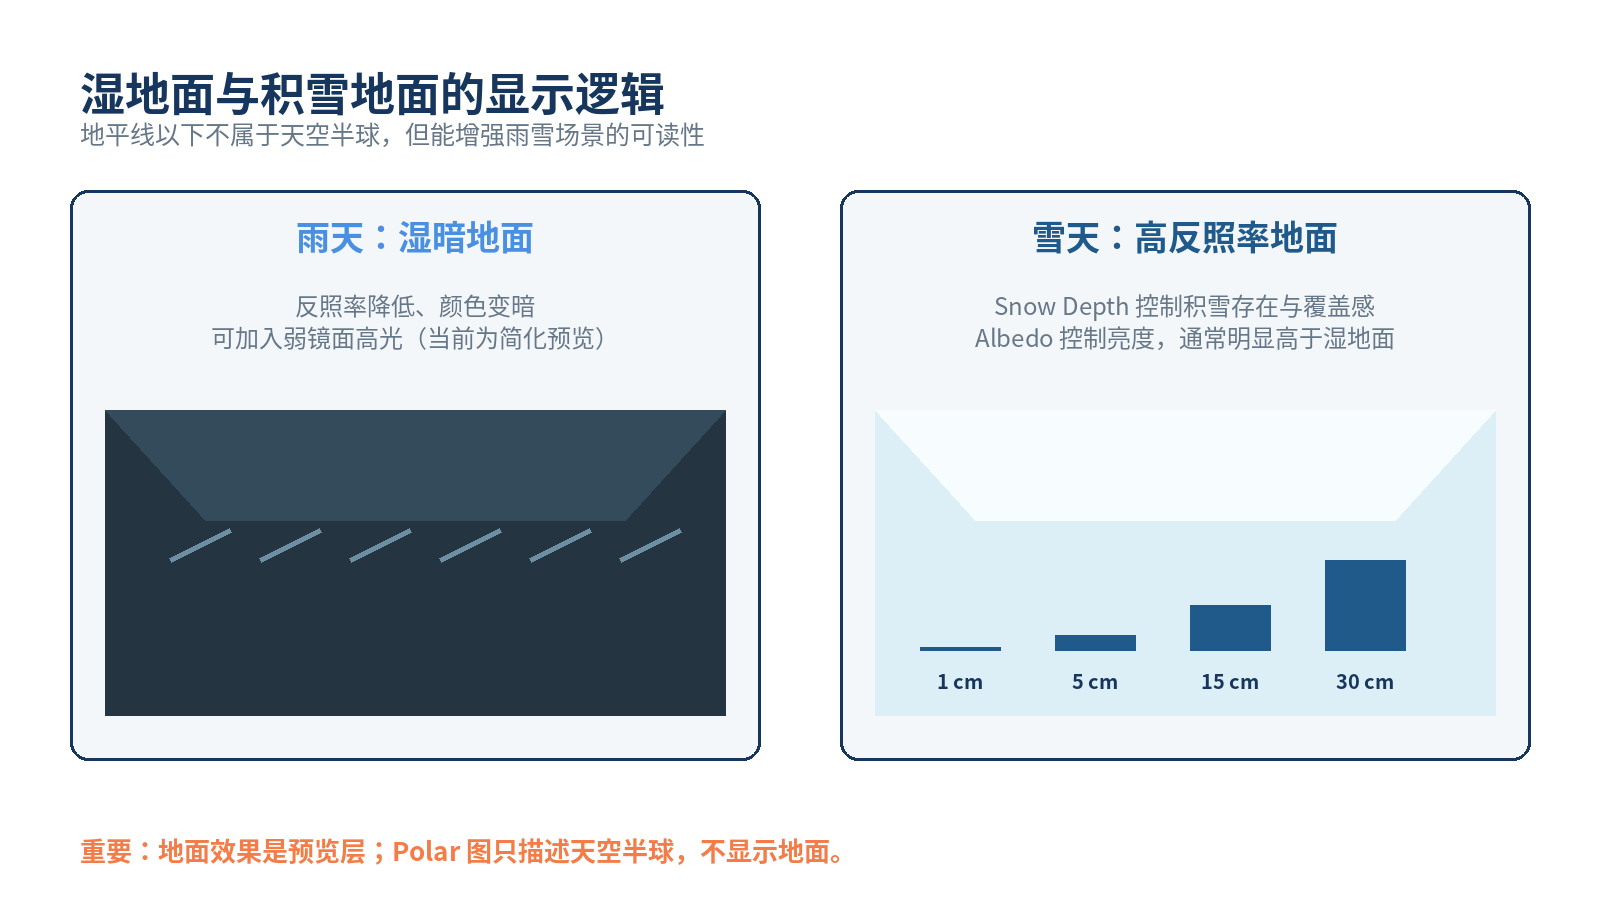 湿地面与积雪地面的显示逻辑
地平线以下不属于天空半球，但能增强雨雪场景的可读性
雨天：湿暗地面
反照率降低、颜色变暗
可加入弱镜面高光（当前为简化预览）
雪天：高反照率地面
Snow Depth 控制积雪存在与覆盖感
Albedo 控制亮度，通常明显高于湿地面
1 cm
5 cm
15 cm
30 cm
重要：地面效果是预览层；Polar 图只描述天空半球，不显示地面。